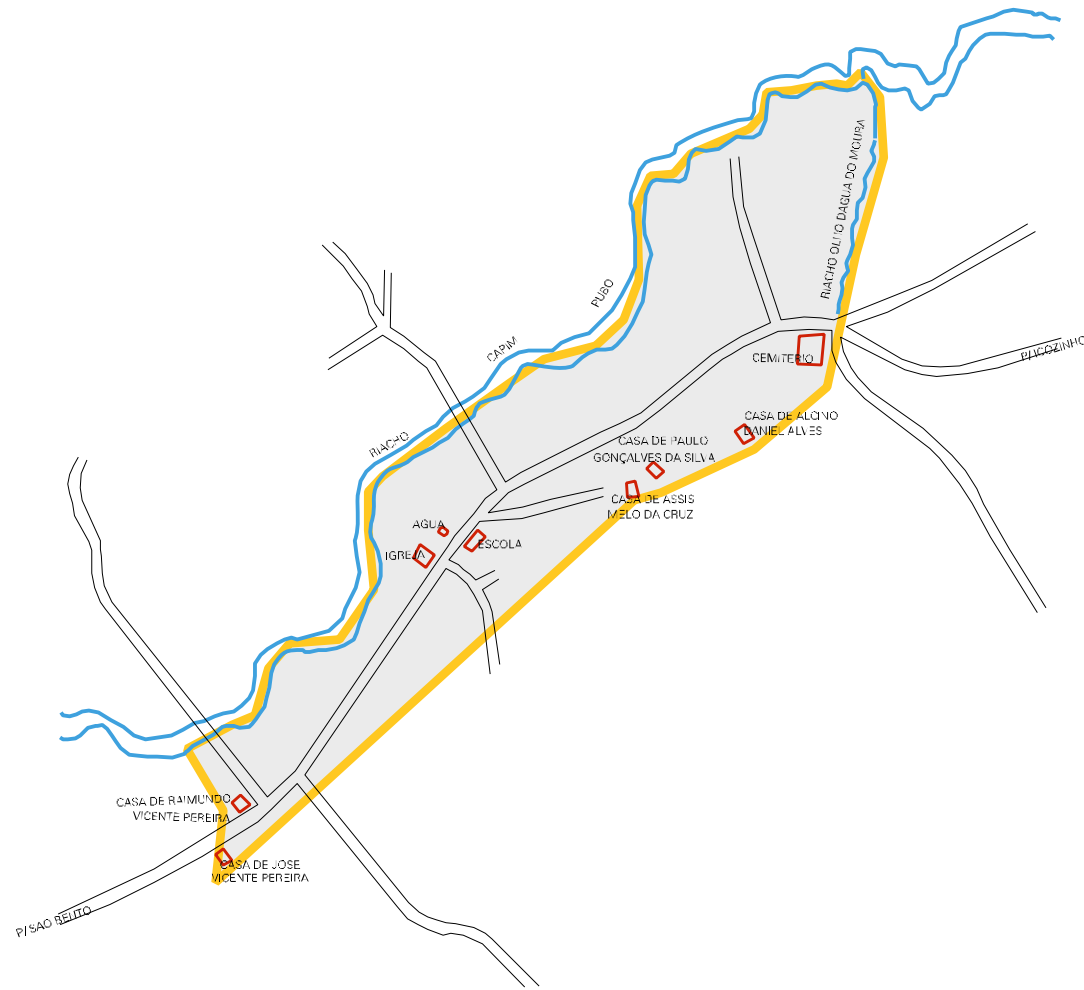 RIACHO OLHO DAGUA DO MOURA
PUBO
CAPIM
RIACHO
P/ ICOZINHO
CEMITERIO
CASA DE ALCINO
DANIEL ALVES
CASA DE PAULO
GONÇALVES DA SILVA
CASA DE ASSIS
MELO DA CRUZ
AGUA
ESCOLA
IGREJA
CASA DE RAIMUNDO
VICENTE PEREIRA
CASA DE JOSE
VICENTE PEREIRA
P/ SAO BENTO